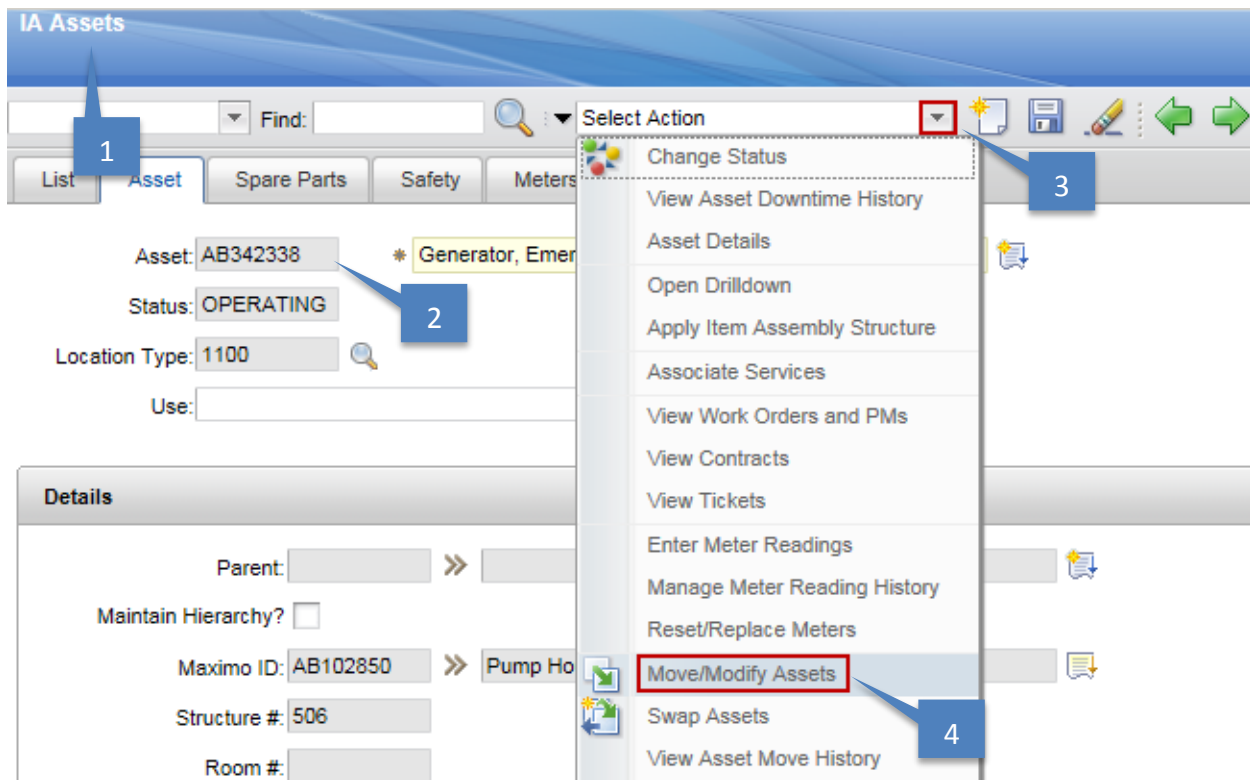 IA Assets
Find:
Select Action
1
3
List
Asset
Spare Parts
Safety
Meters
Change Status
View Asset Downtime History
Asset Details
Open Drilldown
Apply Item Assembly Structure
Associate Services
View Work Orders and PMs
View Contracts
View Tickets
Enter Meter Readings
Manage Meter Reading History
Reset/Replace Meters
Move/Modify Assets
Swap Assets
View Asset Move History
4
Asset: AB342338 * Generator, Emer
Status: OPERATING
2
Location Type: 1100
Use:
Details
Parent:
Maintain Hierarchy?
Maximo ID: AB102850 Pump Ho
Structure #: 506
Room #: